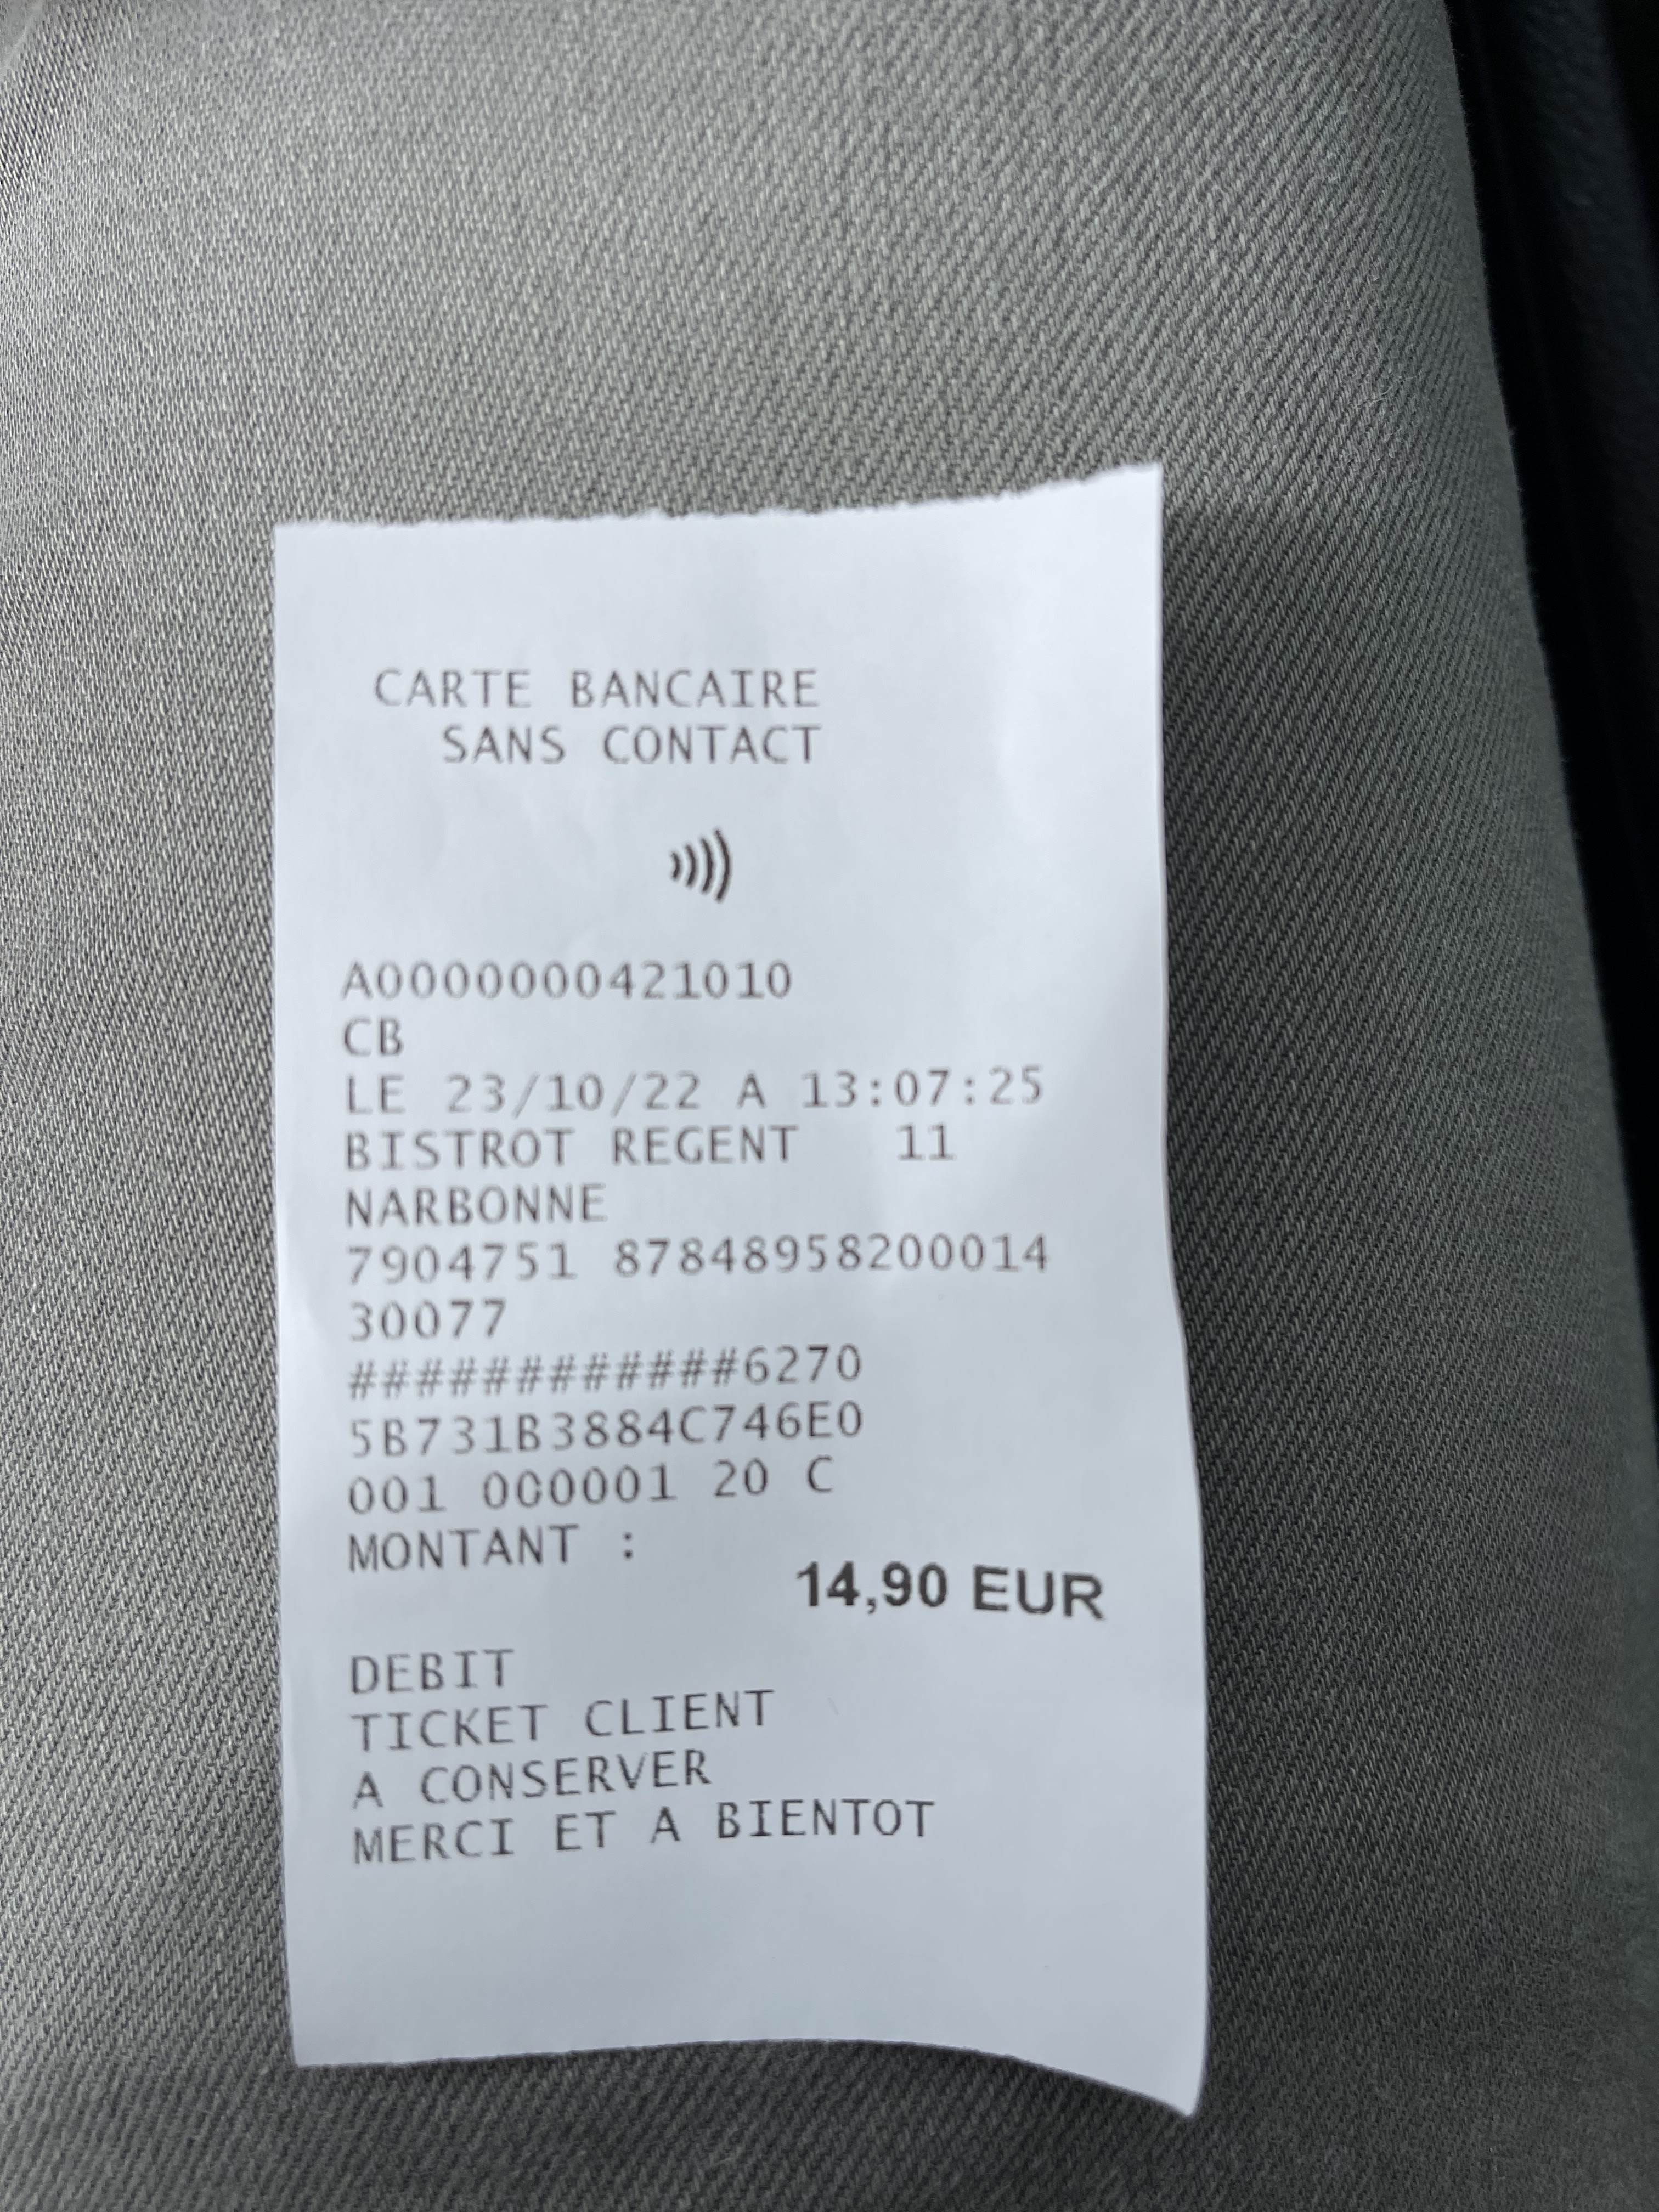 CARTE BANCAIRE
SANS CONTACT
A0000000421010
CB
LE 23/10/22 A 13:07:25
BISTROT REGENT 11
NARBONNE
7904751 87848958200014
30077
############6270
5B731B3884C746E0
001 000001 20 C
MONTANT :
14,90 EUR
DEBIT
TICKET CLIENT
A CONSERVER
MERCI ET A BIENTOT